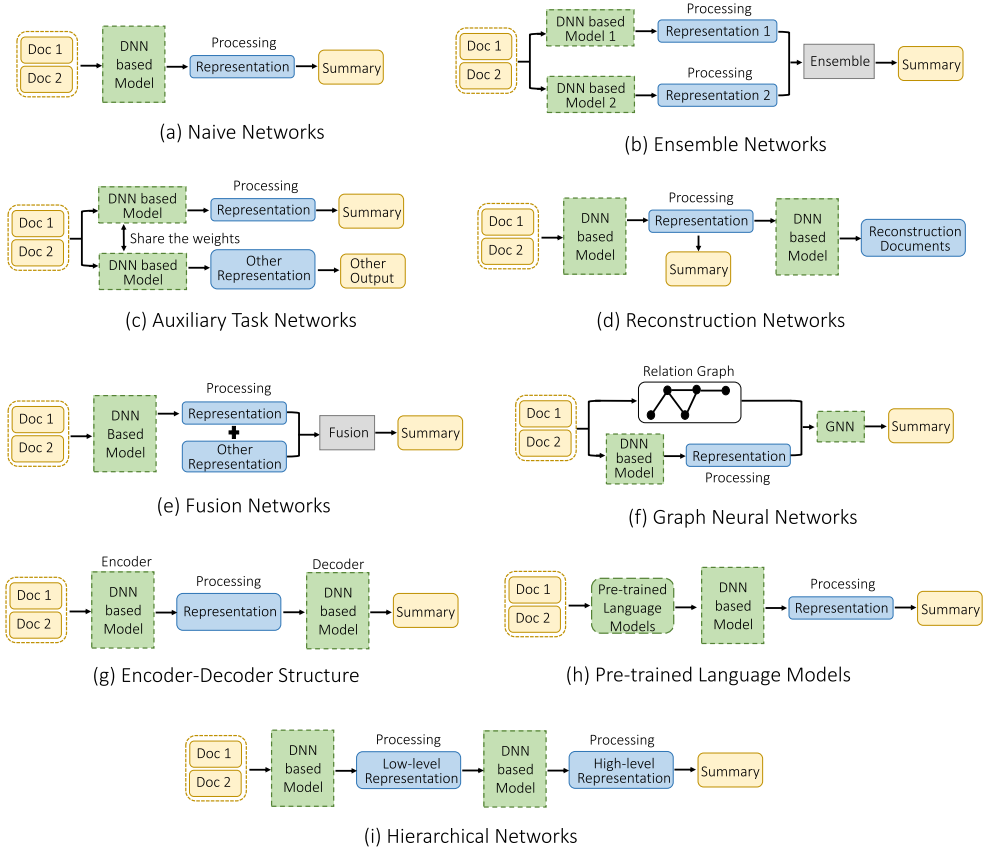 Doc 1
Doc 2
DNN
based
Model
Processing
Representation
Summary
(a) Naive Networks
Doc 1
Doc 2
DNN based
Model 1
Processing
Representation 1
DNN based
Model 2
Processing
Representation 2
Ensemble
Summary
(b) Ensemble Networks
Doc 1
Doc 2
DNN based
Model
Processing
Representation
Summary
Share the weights
DNN based
Model
Other
Representation
Other
Output
(c) Auxiliary Task Networks
Doc 1
Doc 2
DNN
based
Model
Processing
Representation
Summary
DNN
based
Model
Reconstruction
Documents
(d) Reconstruction Networks
Doc 1
Doc 2
DNN
Based
Model
Processing
Representation
Other
Representation
Fusion
Summary
(e) Fusion Networks
Doc 1
Doc 2
Relation Graph
DNN
based
Model
Representation
Processing
GNN
Summary
(f) Graph Neural Networks
Doc 1
Doc 2
Encoder
DNN
based
Model
Processing
Representation
Decoder
DNN
based
Model
Summary
(g) Encoder-Decoder Structure
Doc 1
Doc 2
Pre-trained
Language
Models
DNN
based
Model
Processing
Representation
Summary
(h) Pre-trained Language Models
Doc 1
Doc 2
DNN
based
Model
Processing
Low-level
Representation
DNN
based
Model
Processing
High-level
Representation
Summary
(i) Hierarchical Networks